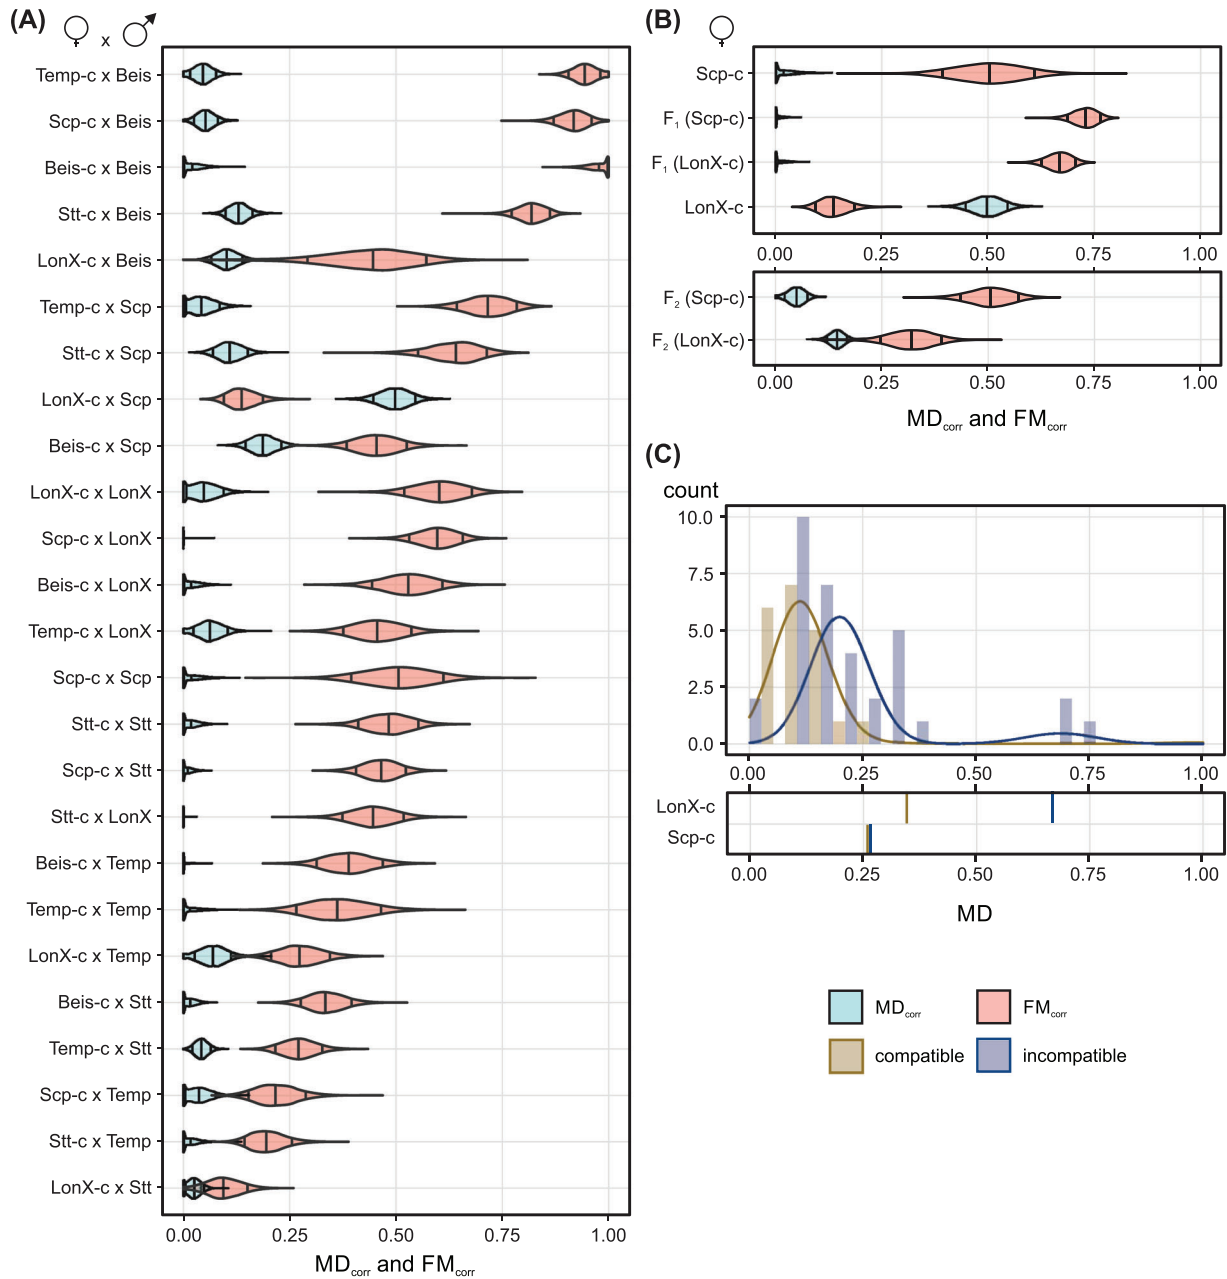 (A)
♀ x ♂
Temp-c x Beis
Scp-c x Beis
Beis-c x Beis
Stt-c x Beis
LonX-c x Beis
Temp-c x Scp
Stt-c x Scp
LonX-c x Scp
Beis-c x Scp
LonX-c x LonX
Scp-c x LonX
Beis-c x LonX
Temp-c x LonX
Scp-c x Scp
Stt-c x Stt
Scp-c x Stt
Stt-c x LonX
Beis-c x Temp
Temp-c x Temp
LonX-c x Temp
Beis-c x Stt
Temp-c x Stt
Scp-c x Temp
Stt-c x Temp
LonX-c x Stt
0.00 0.25 0.50 0.75 1.00
MDcorr and FMcorr
(B)
♀
Scp-c
F1 (Scp-c)
F1 (LonX-c)
LonX-c
0.00 0.25 0.50 0.75 1.00
F2 (Scp-c)
F2 (LonX-c)
0.00 0.25 0.50 0.75 1.00
MDcorr and FMcorr
(C)
count
10.0
7.5
5.0
2.5
0.0
0.00 0.25 0.50 0.75 1.00
LonX-c
Scp-c
0.00 0.25 0.50 0.75 1.00
MD
MDcorr FMcorr
compatible incompatible